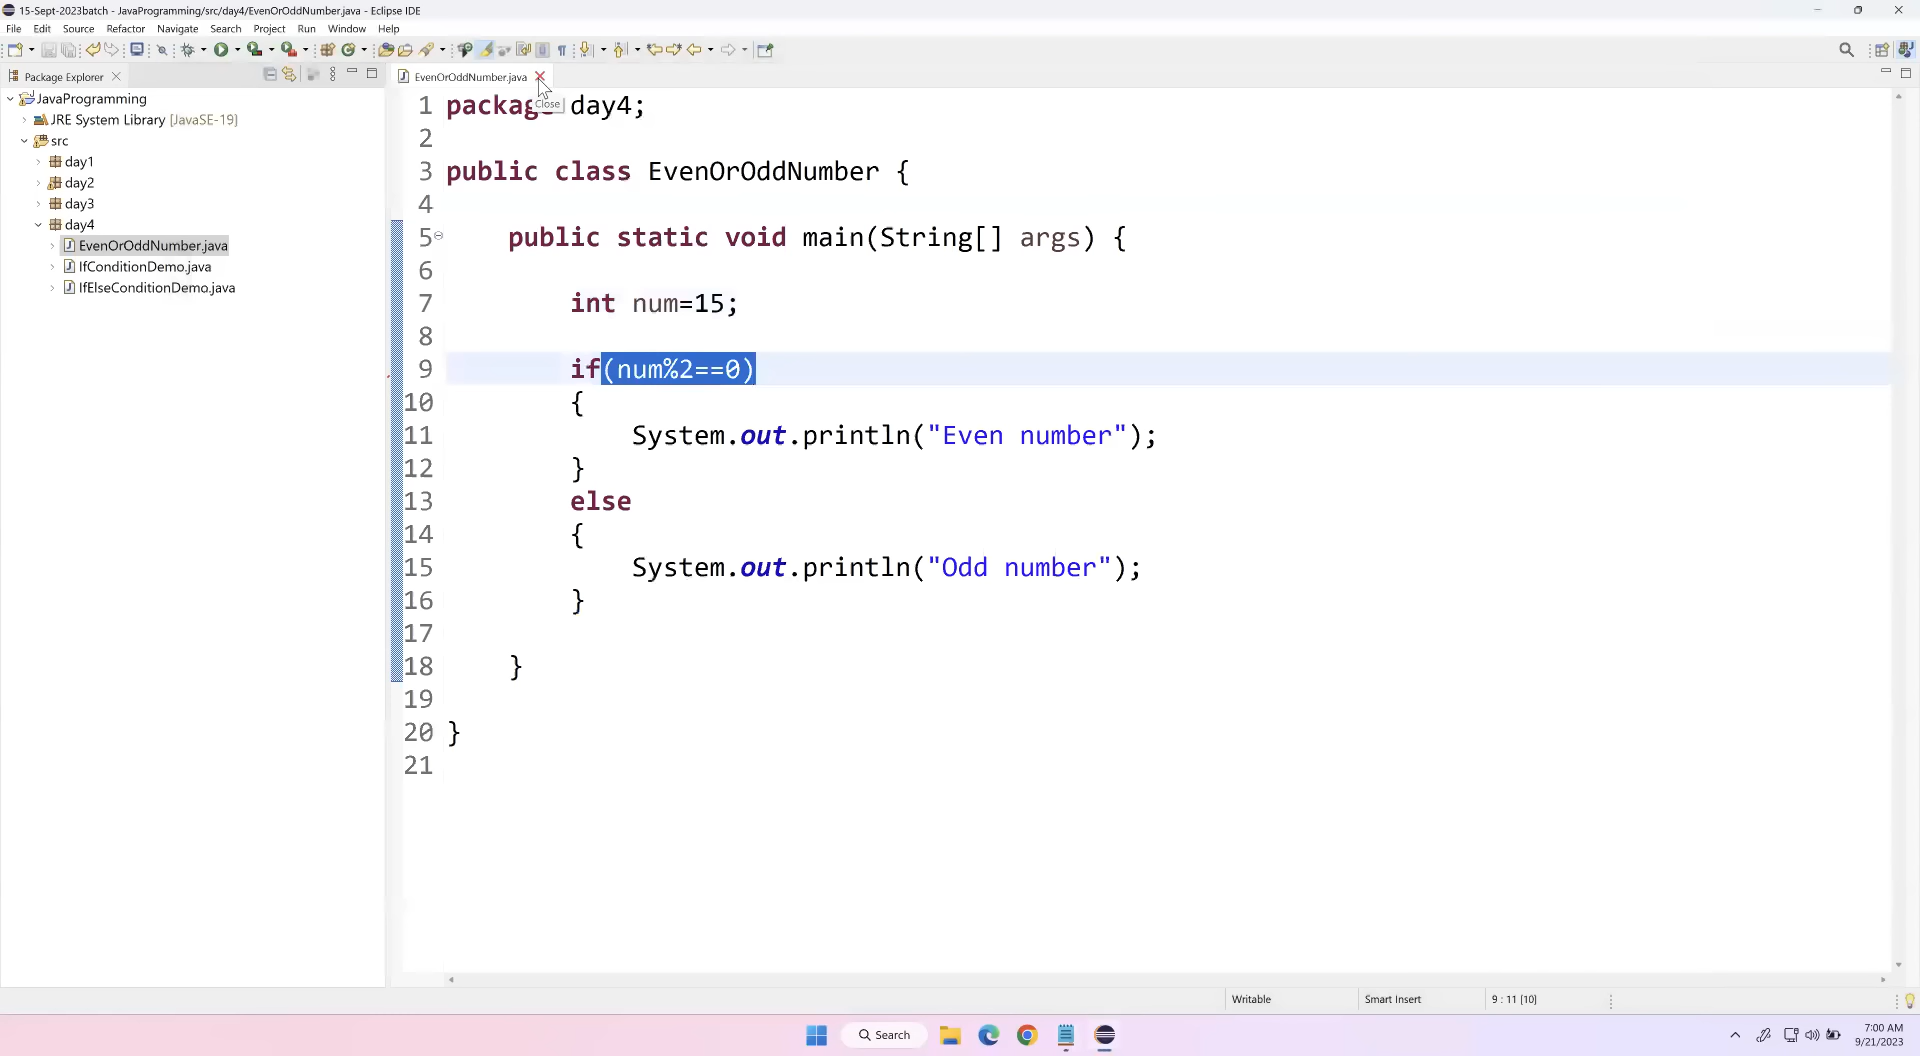 15-Sept-2023batch - JavaProgramming/src/day4/EvenOrOddNumber.java - Eclipse IDE
File Edit Source Refactor Navigate Search Project Run Window Help
Package Explorer
EvenOrOddNumber.java
Close
JavaProgramming
JRE System Library [JavaSE-19]
src
day1
day2
day3
day4
EvenOrOddNumber.java
IfConditionDemo.java
IfElseConditionDemo.java
1 package day4;
2
3 public class EvenOrOddNumber {
4
5 public static void main(String[] args) {
6
7 int num=15;
8
9 if(num%2==0)
10 {
11 System.out.println("Even number");
12 }
13 else
14 {
15 System.out.println("Odd number");
16 }
17
18 }
19
20 }
21
Writable Smart Insert 9 : 11 [10]
Search
7:00 AM
9/21/2023